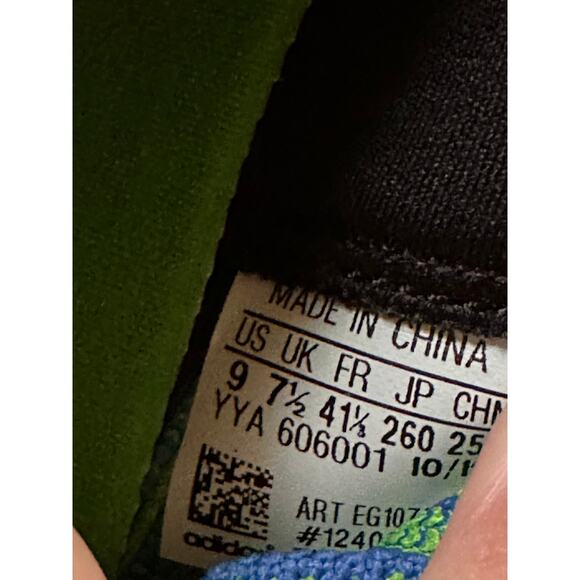 MADE IN CHINA
US UK FR JP CHN
9 7½ 41⅓ 260 25
YYA 606001 10/1
ART EG107
#1240
adidas